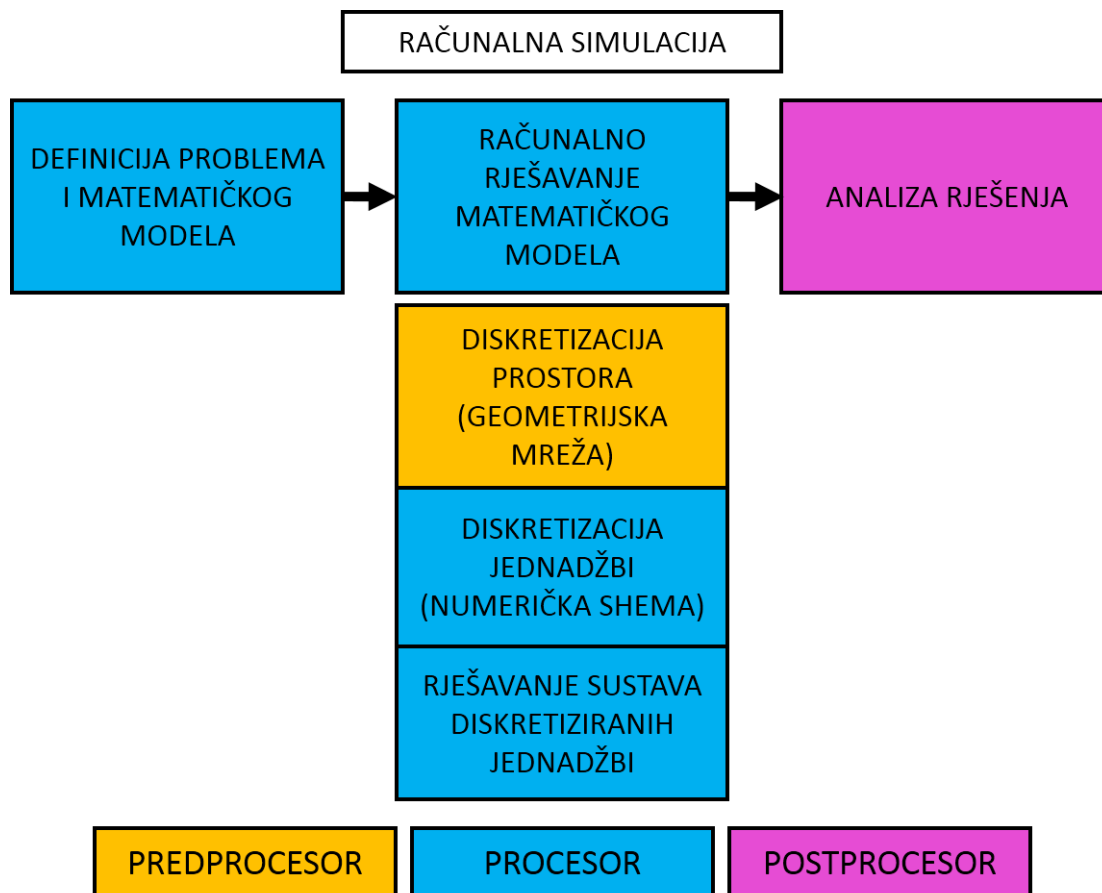 RAČUNALNA SIMULACIJA
DEFINICIJA PROBLEMA
I MATEMATIČKOG
MODELA
RAČUNALNO
RJEŠAVANJE
MATEMATIČKOG
MODELA
ANALIZA RJEŠENJA
DISKRETIZACIJA
PROSTORA
(GEOMETRIJSKA
MREŽA)
DISKRETIZACIJA
JEDNADŽBI
(NUMERIČKA SHEMA)
RJEŠAVANJE SUSTAVA
DISKRETIZIRANIH
JEDNADŽBI
PREDPROCESOR
PROCESOR
POSTPROCESOR